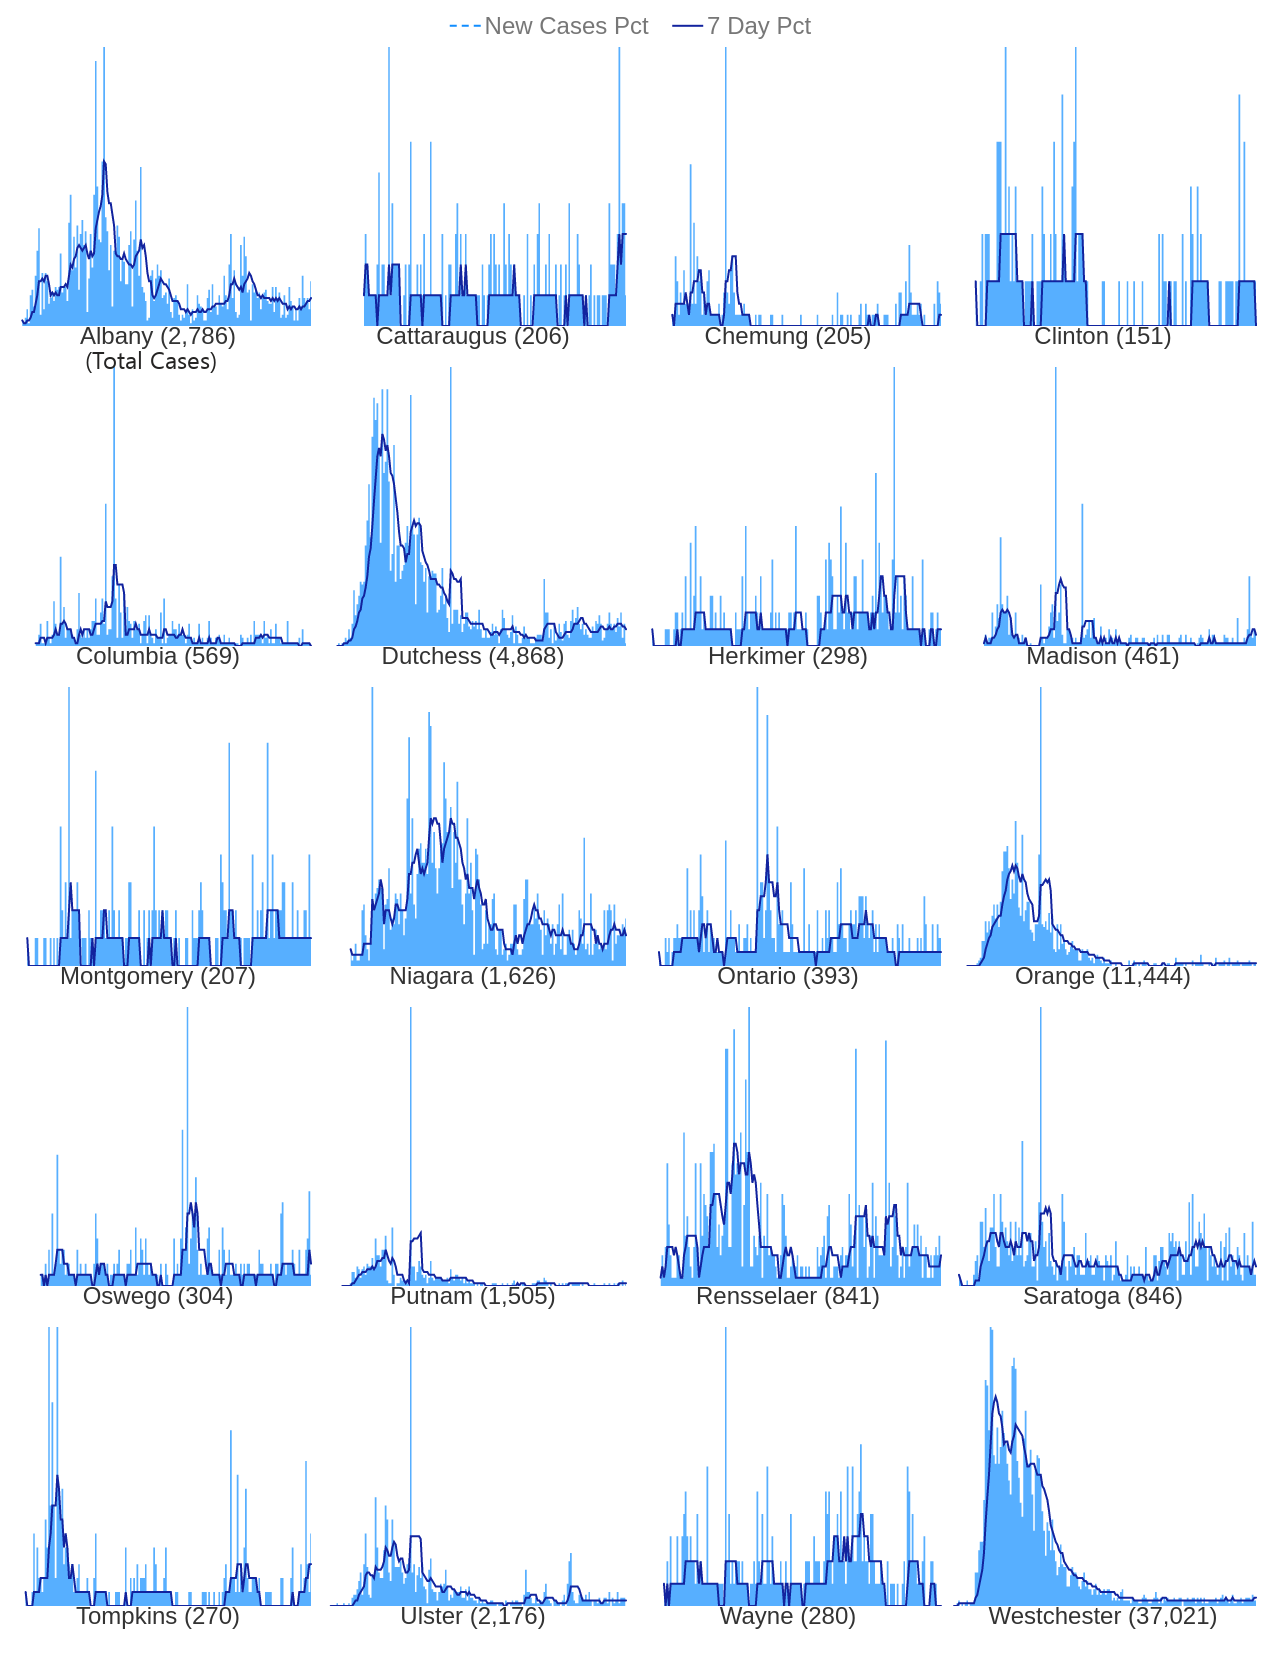 New Cases Pct 7 Day Pct
Albany (2,786) Cattaraugus (206) Chemung (205) Clinton (151)
(Total Cases)
Columbia (569) Dutchess (4,868) Herkimer (298) Madison (461)
Montgomery (207) Niagara (1,626) Ontario (393) Orange (11,444)
Oswego (304) Putnam (1,505) Rensselaer (841) Saratoga (846)
Tompkins (270) Ulster (2,176) Wayne (280) Westchester (37,021)